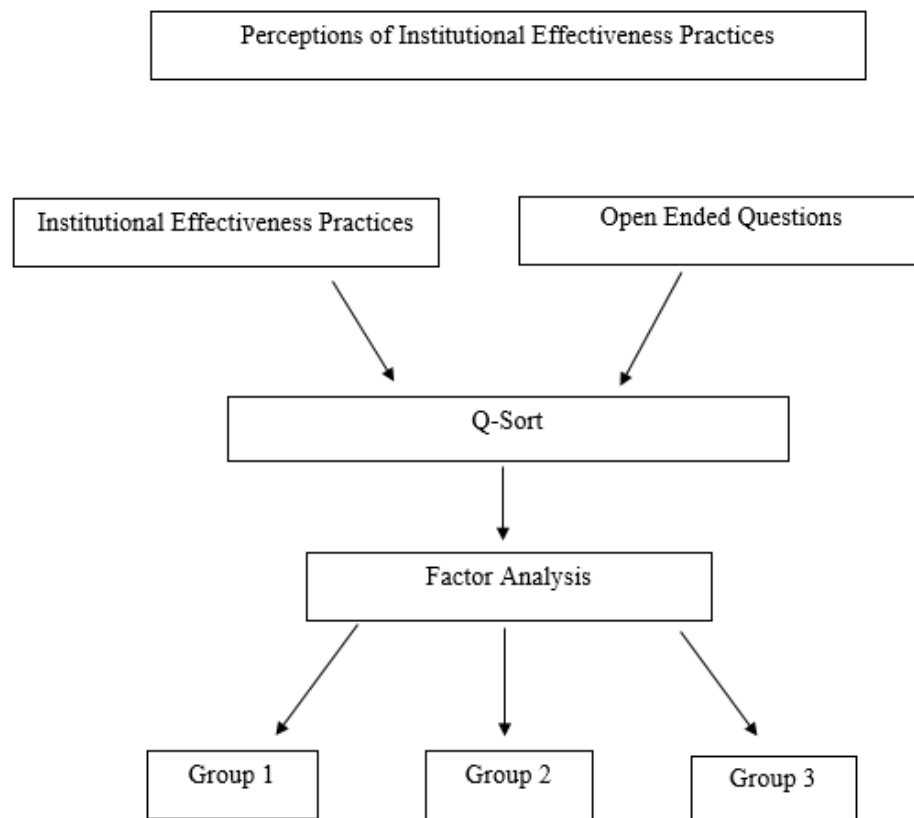 Perceptions of Institutional Effectiveness Practices
Institutional Effectiveness Practices
Open Ended Questions
Q-Sort
Factor Analysis
Group 1
Group 2
Group 3